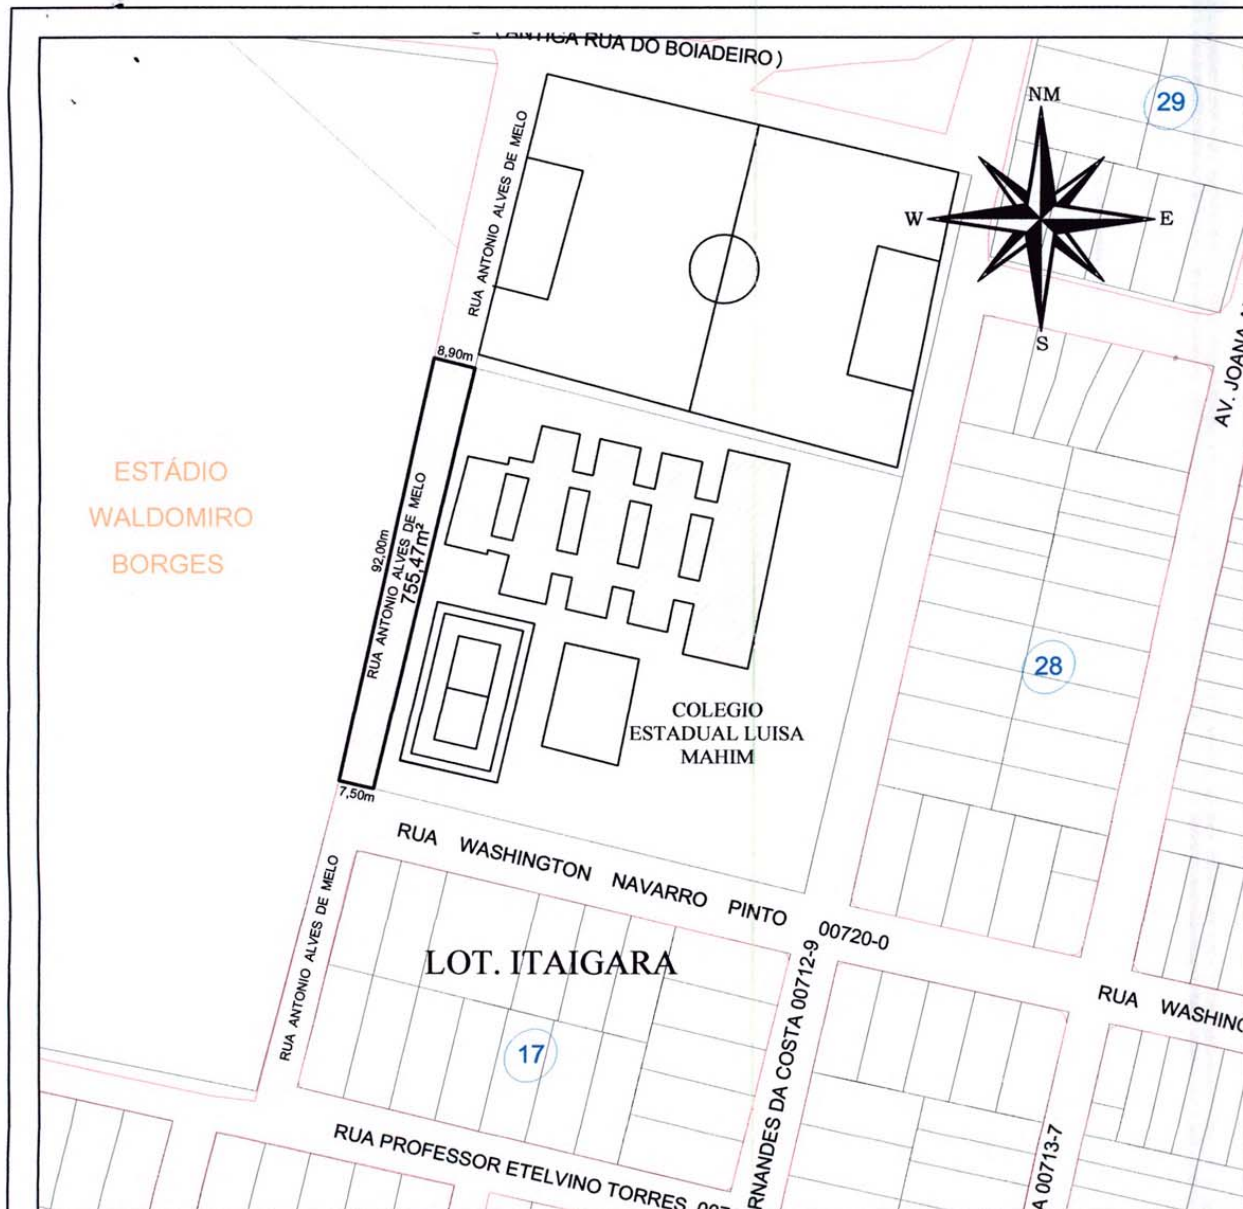 ( ANTIGA RUA DO BOIADEIRO )
29
NM
W
E
S
RUA ANTONIO ALVES DE MELO
AV. JOANA
8,90m
ESTÁDIO
WALDOMIRO
BORGES
92,00m
RUA ANTONIO ALVES DE MELO
755,47m²
28
COLEGIO
ESTADUAL LUISA
MAHIM
7,50m
RUA WASHINGTON NAVARRO PINTO 00720-0
RUA ANTONIO ALVES DE MELO
LOT. ITAIGARA
17
RNANDES DA COSTA 00712-9
RUA WASHING
RUA PROFESSOR ETELVINO TORRES
A 00713-7